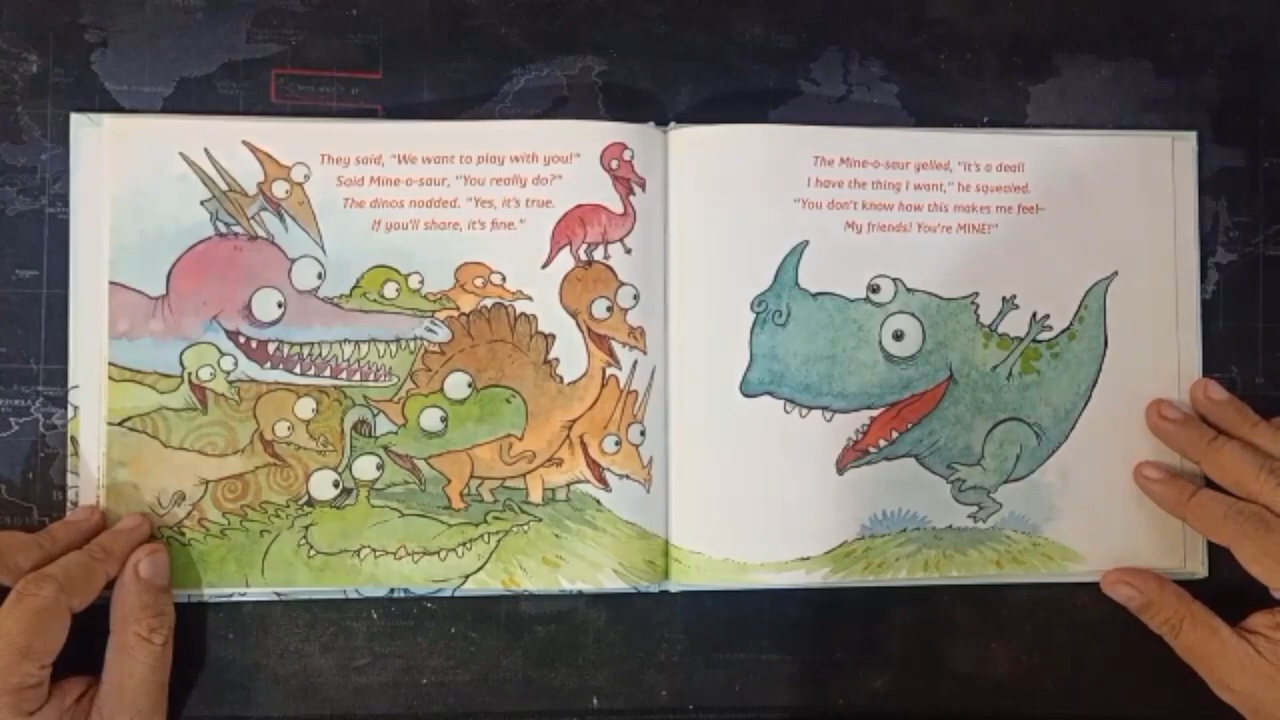 They said, "We want to play with you!"
Said Mine-o-saur, "You really do?"
The dinos nodded. "Yes, it's true.
If you'll share, it's fine."
The Mine-o-saur yelled, "It's a deal!
I have the thing I want," he squealed.
"You don't know how this makes me feel–
My friends! You're MINE!"